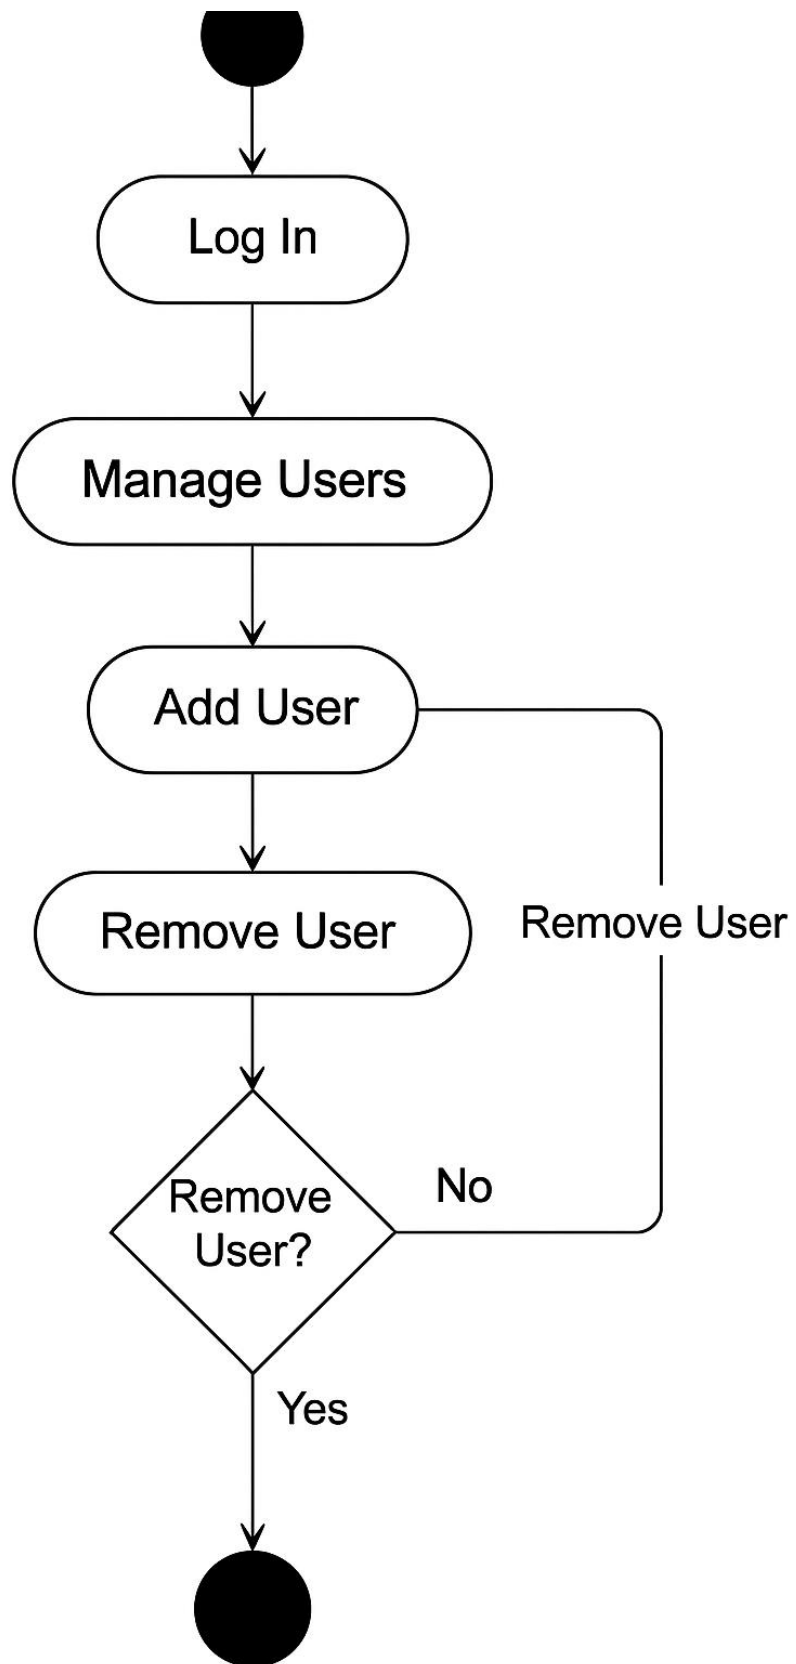 Log In
Manage Users
Add User
Remove User
Remove User
Remove
User?
No
Yes